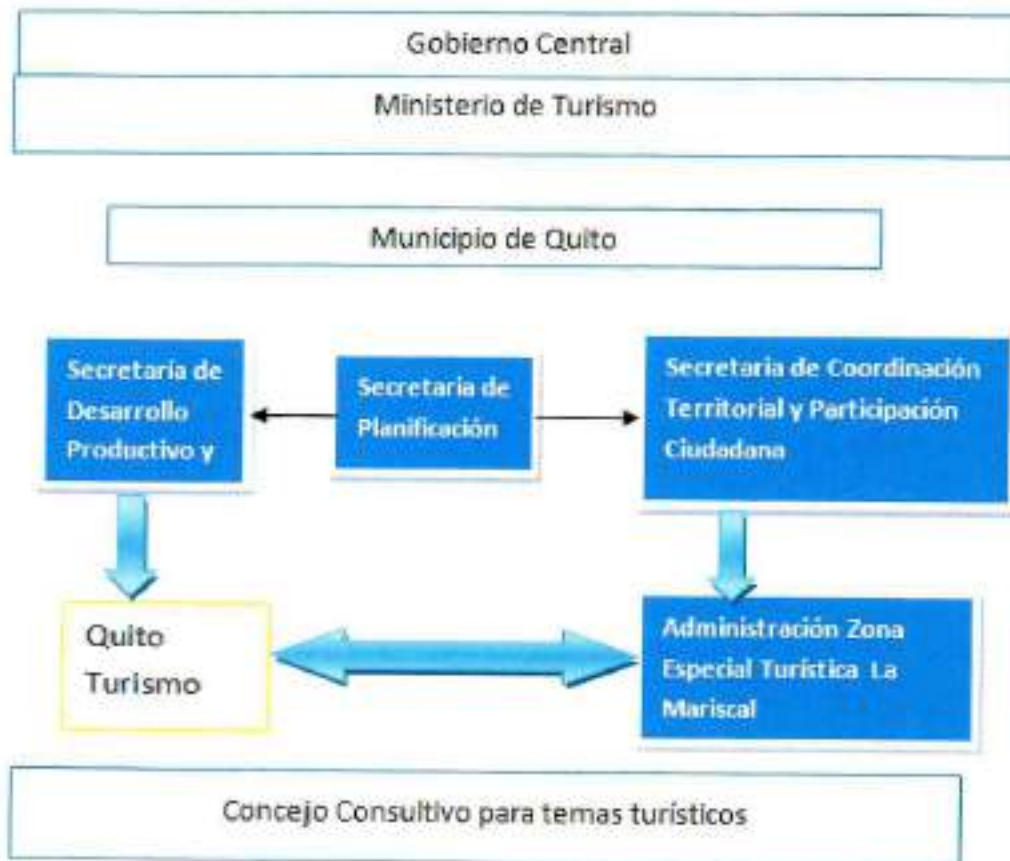 Gobierno Central
Ministerio de Turismo
Municipio de Quito
Secretaría de
Desarrollo
Productivo y
Secretaria de
Planificación
Secretaria de Coordinación
Territorial y Participación
Ciudadana
Quito
Turismo
Administración Zona
Especial Turística La
Mariscal
Concejo Consultivo para temas turísticos